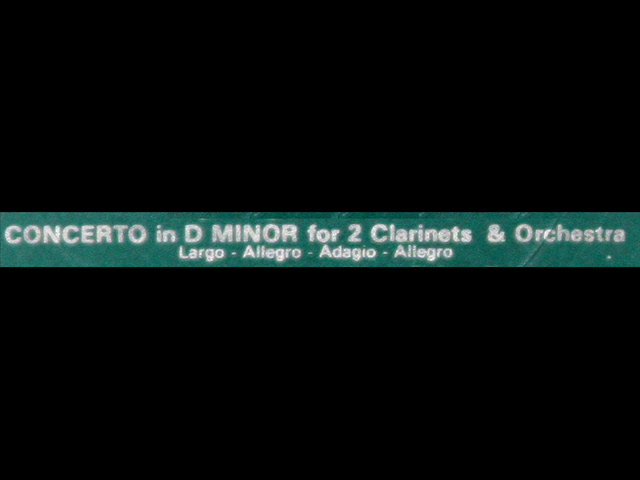 CONCERTO in D MINOR for 2 Clarinets & Orchestra
Largo - Allegro - Adagio - Allegro